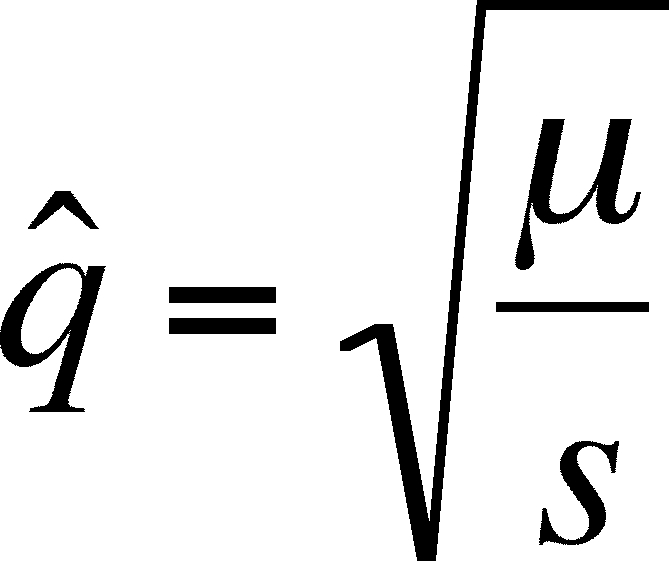 q̂ = √(μ/s)